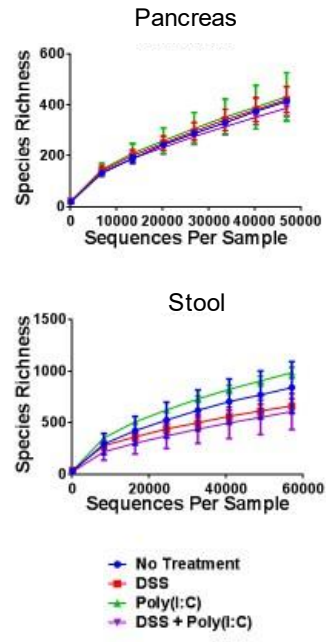 Pancreas
Species Richness
600
400
200
0
0 10000 20000 30000 40000 50000
Sequences Per Sample
Stool
Species Richness
1500
1000
500
0
0 20000 40000 60000
Sequences Per Sample
No Treatment
DSS
Poly(I:C)
DSS + Poly(I:C)